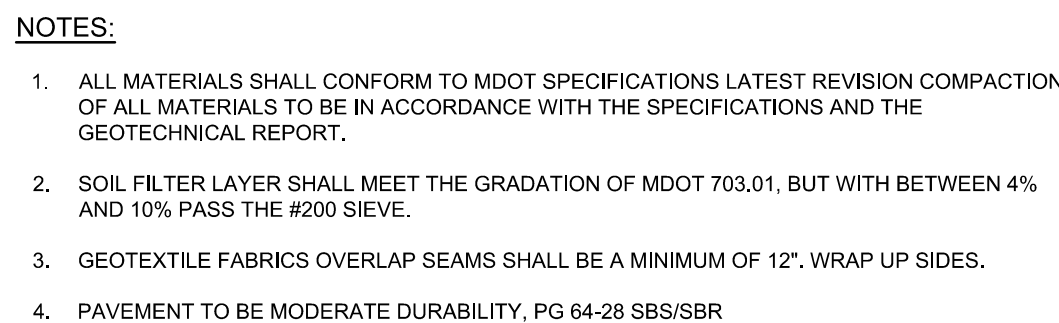 NOTES:
1. ALL MATERIALS SHALL CONFORM TO MDOT SPECIFICATIONS LATEST REVISION COMPACTION
OF ALL MATERIALS TO BE IN ACCORDANCE WITH THE SPECIFICATIONS AND THE
GEOTECHNICAL REPORT.
2. SOIL FILTER LAYER SHALL MEET THE GRADATION OF MDOT 703.01, BUT WITH BETWEEN 4%
AND 10% PASS THE #200 SIEVE.
3. GEOTEXTILE FABRICS OVERLAP SEAMS SHALL BE A MINIMUM OF 12". WRAP UP SIDES.
4. PAVEMENT TO BE MODERATE DURABILITY, PG 64-28 SBS/SBR